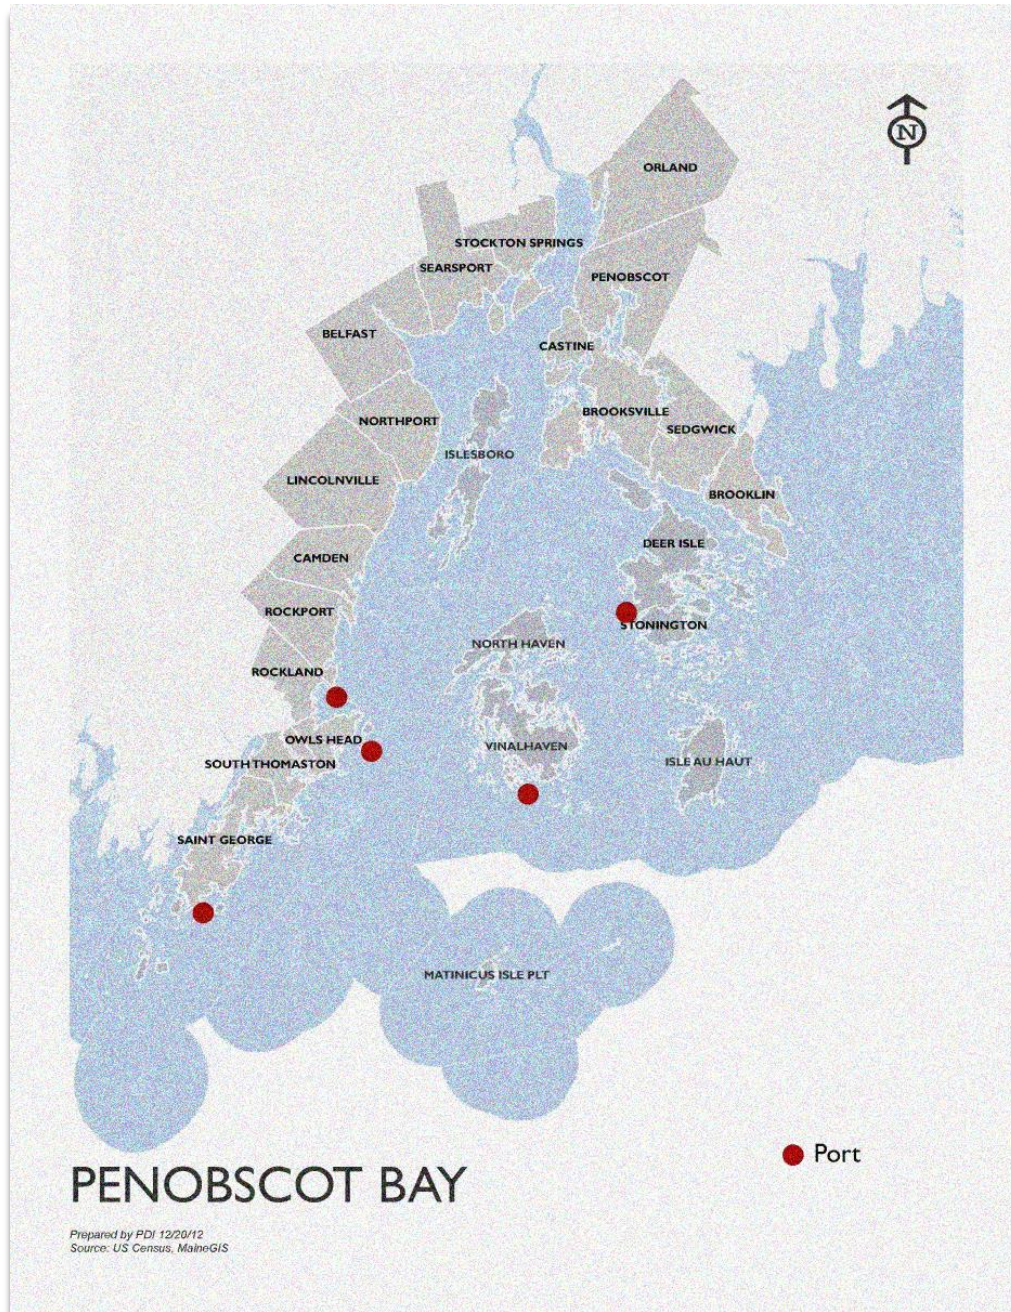 N
ORLAND
STOCKTON SPRINGS
SEARSPORT
PENOBSCOT
BELFAST
CASTINE
NORTHPORT
BROOKSVILLE
SEDGWICK
ISLESBORO
LINCOLNVILLE
BROOKLIN
DEER ISLE
CAMDEN
ROCKPORT
STONINGTON
NORTH HAVEN
ROCKLAND
OWLS HEAD
VINALHAVEN
SOUTH THOMASTON
ISLE AU HAUT
SAINT GEORGE
MATINICUS ISLE PLT
Port
PENOBSCOT BAY
Prepared by PDI 12/20/12
Source: US Census, MaineGIS